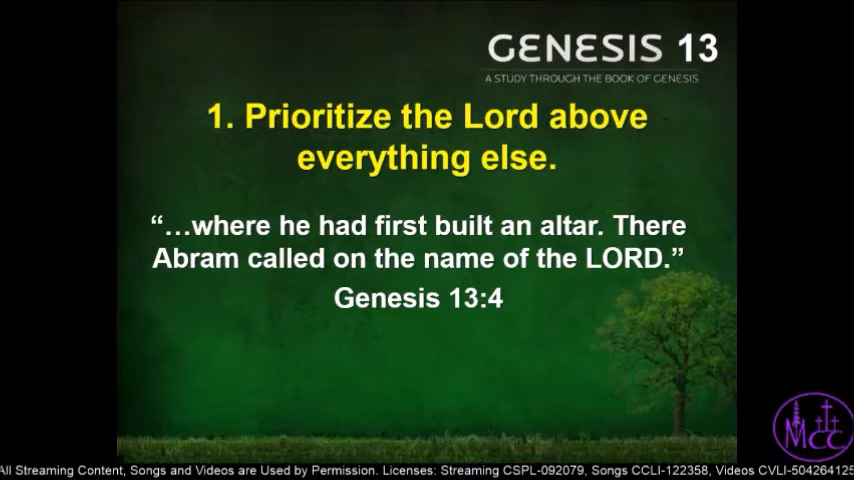 GENESIS 13
A STUDY THROUGH THE BOOK OF GENESIS
1. Prioritize the Lord above
everything else.
“…where he had first built an altar. There
Abram called on the name of the LORD.”
Genesis 13:4
MCC
All Streaming Content, Songs and Videos are Used by Permission. Licenses: Streaming CSPL-092079, Songs CCLI-122358, Videos CVLI-504264125